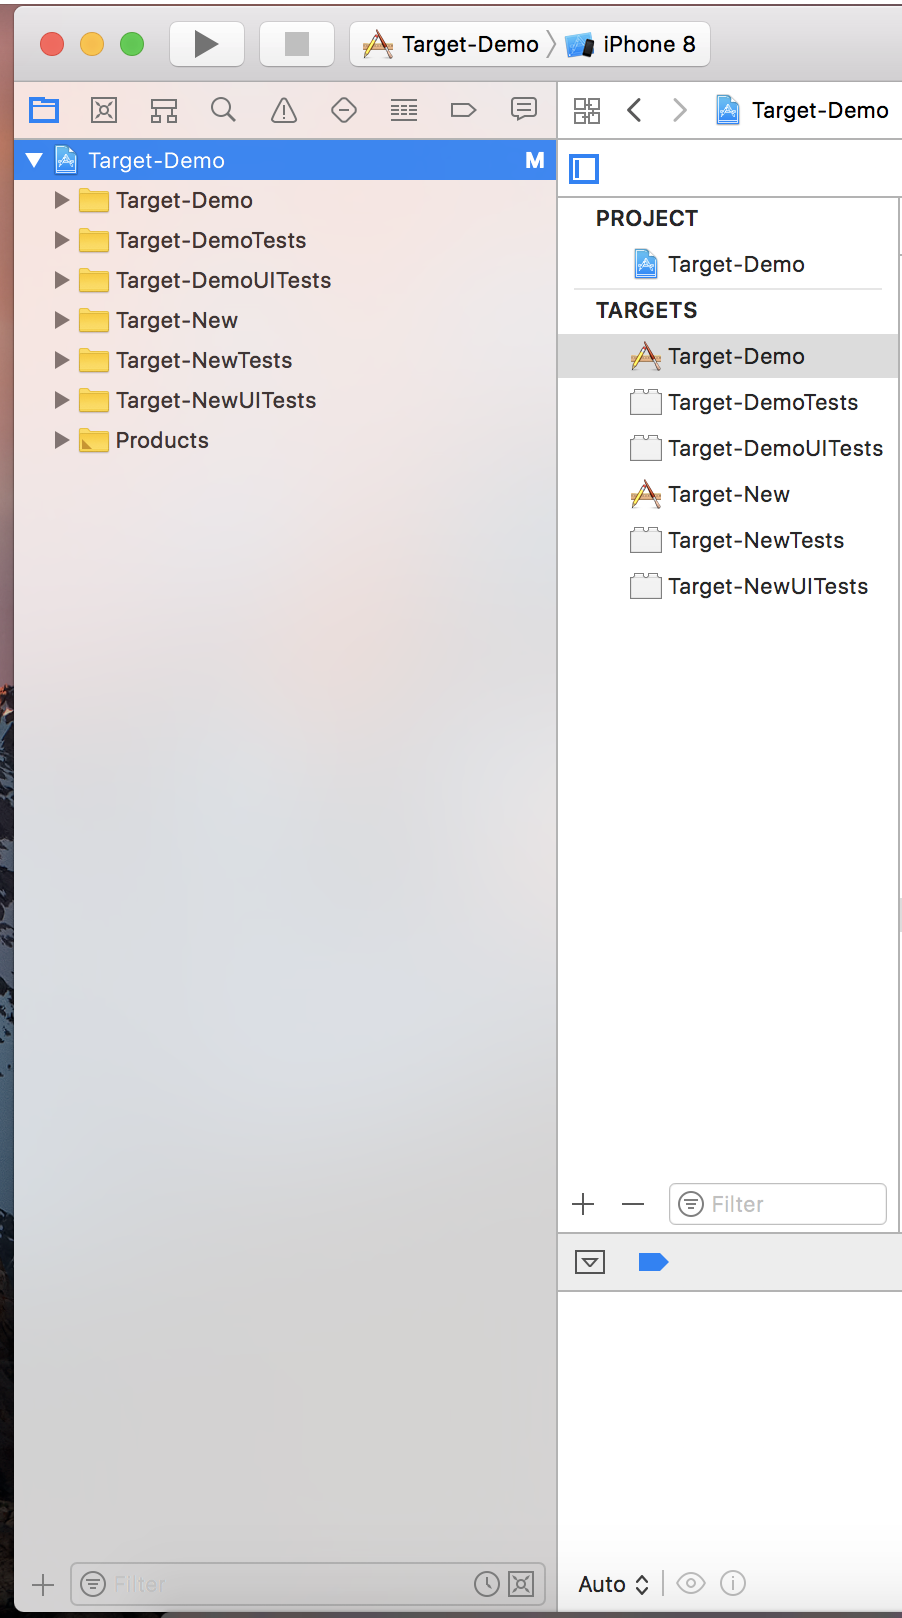 Target-Demo
iPhone 8
Target-Demo
Target-Demo M
Target-Demo
Target-DemoTests
Target-DemoUITests
Target-New
Target-NewTests
Target-NewUITests
Products
PROJECT
Target-Demo
TARGETS
Target-Demo
Target-DemoTests
Target-DemoUITests
Target-New
Target-NewTests
Target-NewUITests
Filter
Filter
Auto